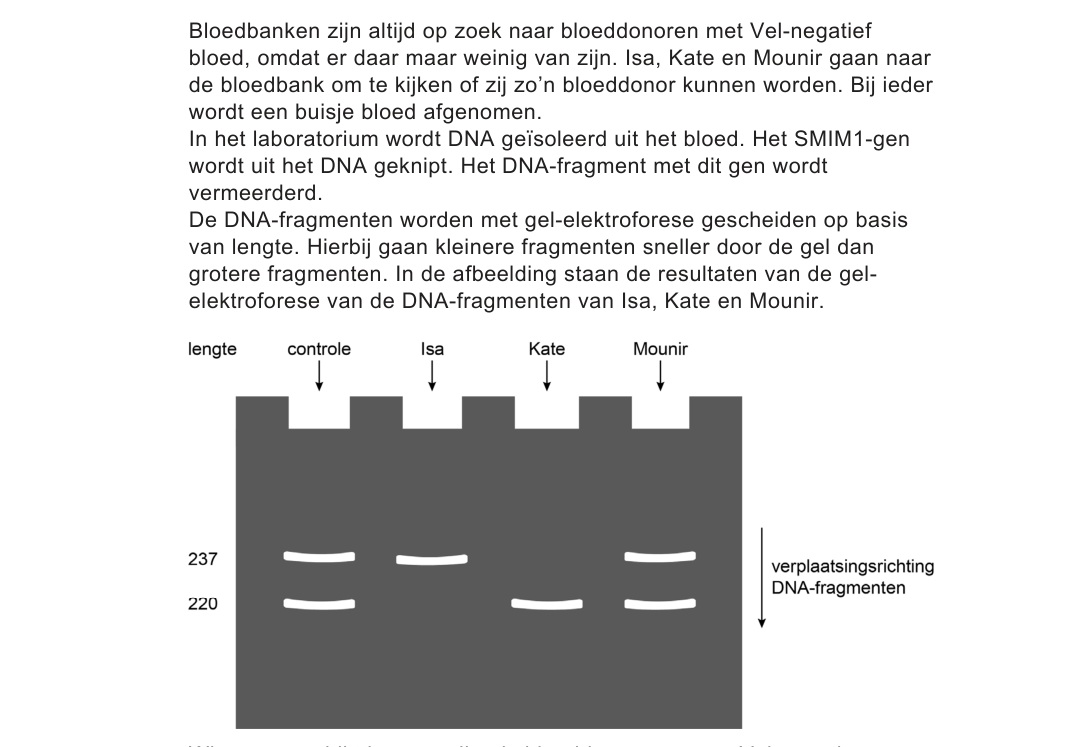 Bloedbanken zijn altijd op zoek naar bloeddonoren met Vel-negatief
bloed, omdat er daar maar weinig van zijn. Isa, Kate en Mounir gaan naar
de bloedbank om te kijken of zij zo’n bloeddonor kunnen worden. Bij ieder
wordt een buisje bloed afgenomen.
In het laboratorium wordt DNA geïsoleerd uit het bloed. Het SMIM1-gen
wordt uit het DNA geknipt. Het DNA-fragment met dit gen wordt
vermeerderd.
De DNA-fragmenten worden met gel-elektroforese gescheiden op basis
van lengte. Hierbij gaan kleinere fragmenten sneller door de gel dan
grotere fragmenten. In de afbeelding staan de resultaten van de gel-
elektroforese van de DNA-fragmenten van Isa, Kate en Mounir.
lengte controle Isa Kate Mounir
237
220
verplaatsingsrichting
DNA-fragmenten